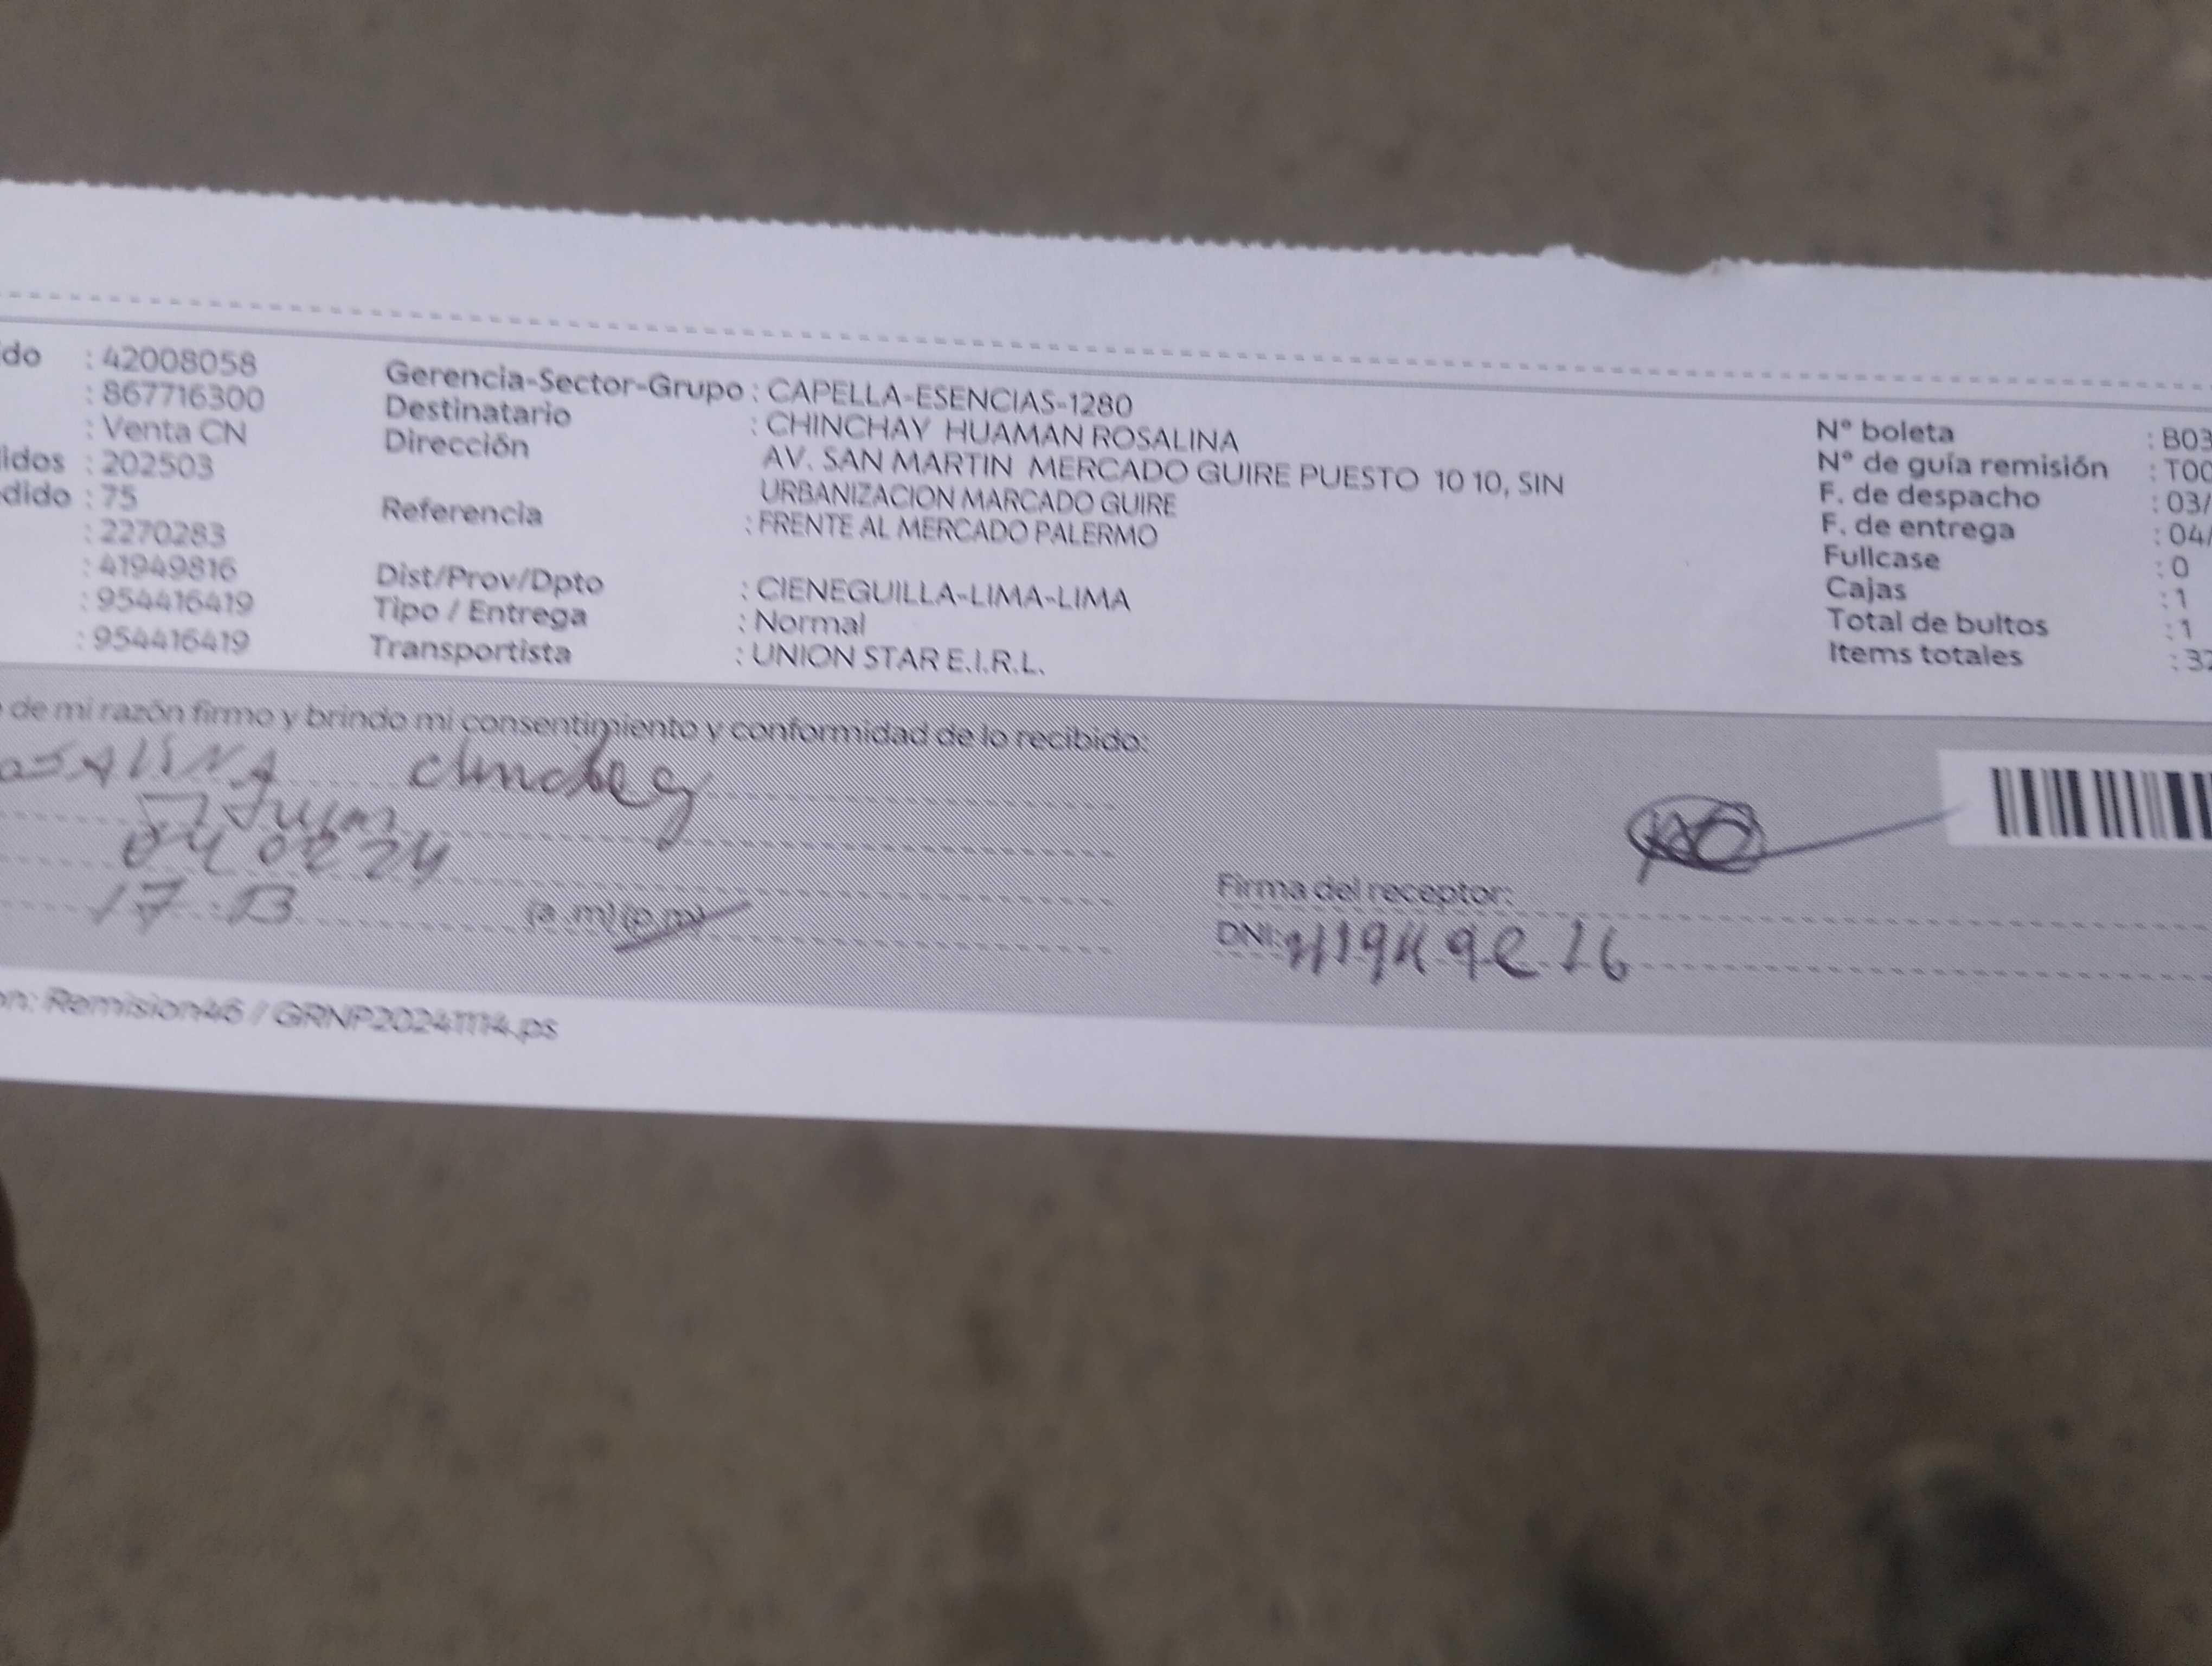 do : 42008058
: 867716300
: Venta CN
idos : 202503
dido : 75
: 2270283
: 41949816
: 954416419
: 954416419
Gerencia-Sector-Grupo : CAPELLA-ESENCIAS-1280
Destinatario : CHINCHAY HUAMAN ROSALINA
Dirección AV. SAN MARTIN MERCADO GUIRE PUESTO 10 10, SIN
URBANIZACION MARCADO GUIRE
Referencia : FRENTE AL MERCADO PALERMO
Dist/Prov/Dpto : CIENEGUILLA-LIMA-LIMA
Tipo / Entrega : Normal
Transportista : UNION STAR E.I.R.L.
N° boleta : B03
N° de guía remisión : T00
F. de despacho : 03/
F. de entrega : 04/
Fullcase : 0
Cajas : 1
Total de bultos : 1
Items totales : 32
de mi razón firmo y brindo mi consentimiento y conformidad de lo recibido:
osAliNA chinchay
17:13 (a .m) (p.m)
Firma del receptor:
DNI:
on: Remision46 / GRNP20241114.ps